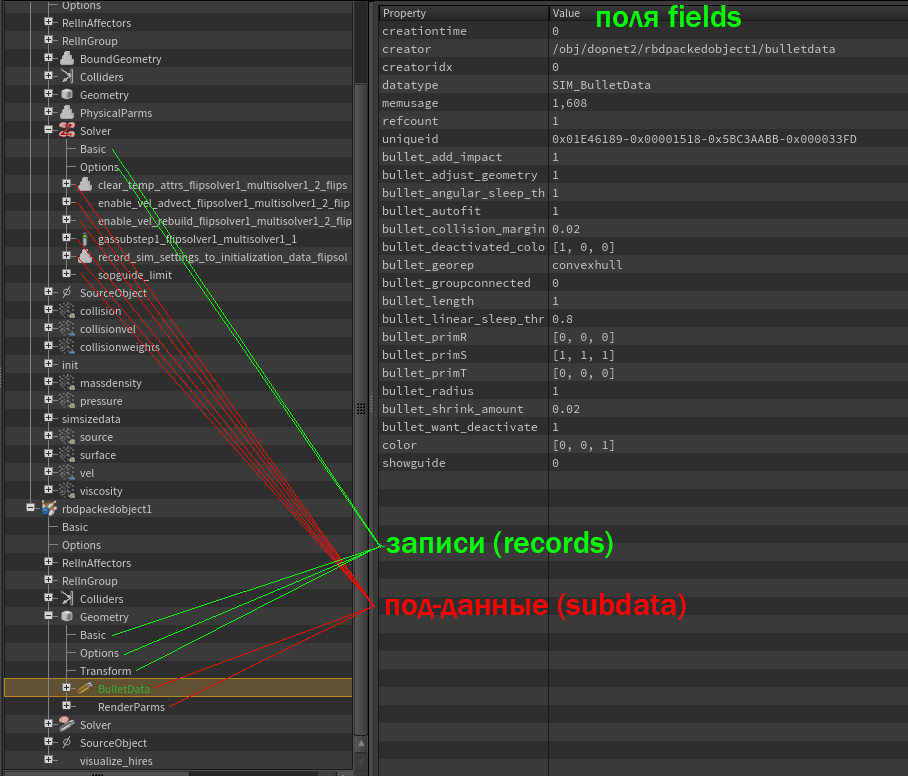 Options
RelInAffectors
RelInGroup
BoundGeometry
Colliders
Geometry
PhysicalParms
Solver
Basic
Options
clear_temp_attrs_flipsolver1_multisolver1_2_flips
enable_vel_advect_flipsolver1_multisolver1_2_flip
enable_vel_rebuild_flipsolver1_multisolver1_2_flip
gassubstep1_flipsolver1_multisolver1_1
record_sim_settings_to_initialization_data_flipsol
sopguide_limit
SourceObject
collision
collisionvel
collisionweights
init
massdensity
pressure
simsizedata
source
surface
vel
viscosity
rbdpackedobject1
Basic
Options
RelInAffectors
RelInGroup
Colliders
Geometry
Basic
Options
Transform
BulletData
RenderParms
Solver
SourceObject
visualize_hires
Property Value
поля fields
creationtime 0
creator /obj/dopnet2/rbdpackedobject1/bulletdata
creatoridx 0
datatype SIM_BulletData
memusage 1,608
refcount 1
uniqueid 0x01E46189-0x00001518-0x5BC3AABB-0x000033FD
bullet_add_impact 1
bullet_adjust_geometry 1
bullet_angular_sleep_th 1
bullet_autofit 1
bullet_collision_margin 0.02
bullet_deactivated_colo [1, 0, 0]
bullet_georep convexhull
bullet_groupconnected 0
bullet_length 1
bullet_linear_sleep_thr 0.8
bullet_primR [0, 0, 0]
bullet_primS [1, 1, 1]
bullet_primT [0, 0, 0]
bullet_radius 1
bullet_shrink_amount 0.02
bullet_want_deactivate 1
color [0, 0, 1]
showguide 0
записи (records)
под-данные (subdata)